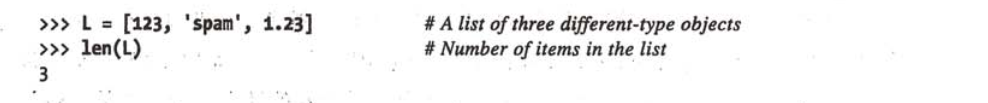 >>> L = [123, 'spam', 1.23] # A list of three different-type objects
>>> len(L) # Number of items in the list
3